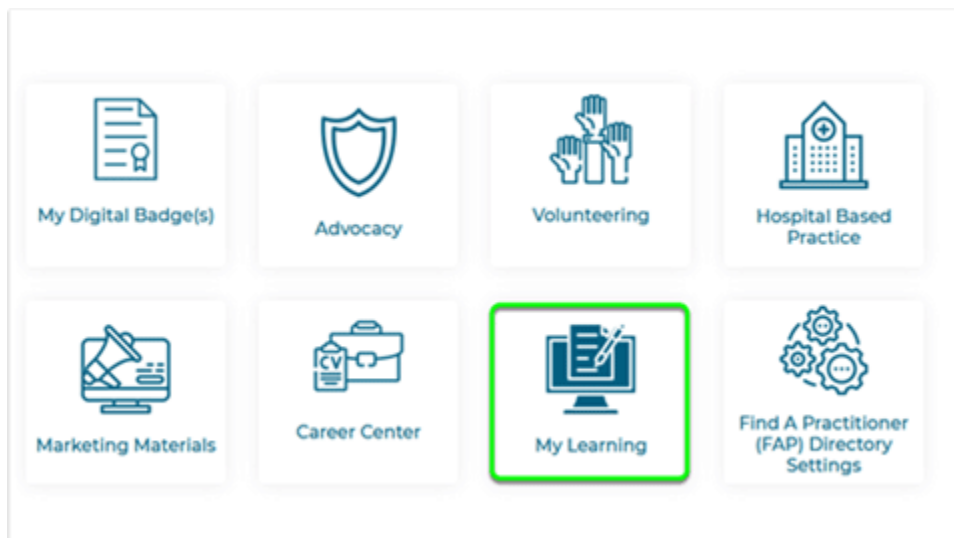 My Digital Badge(s)
Advocacy
Volunteering
Hospital Based
Practice
Marketing Materials
CV
Career Center
My Learning
Find A Practitioner
(FAP) Directory
Settings